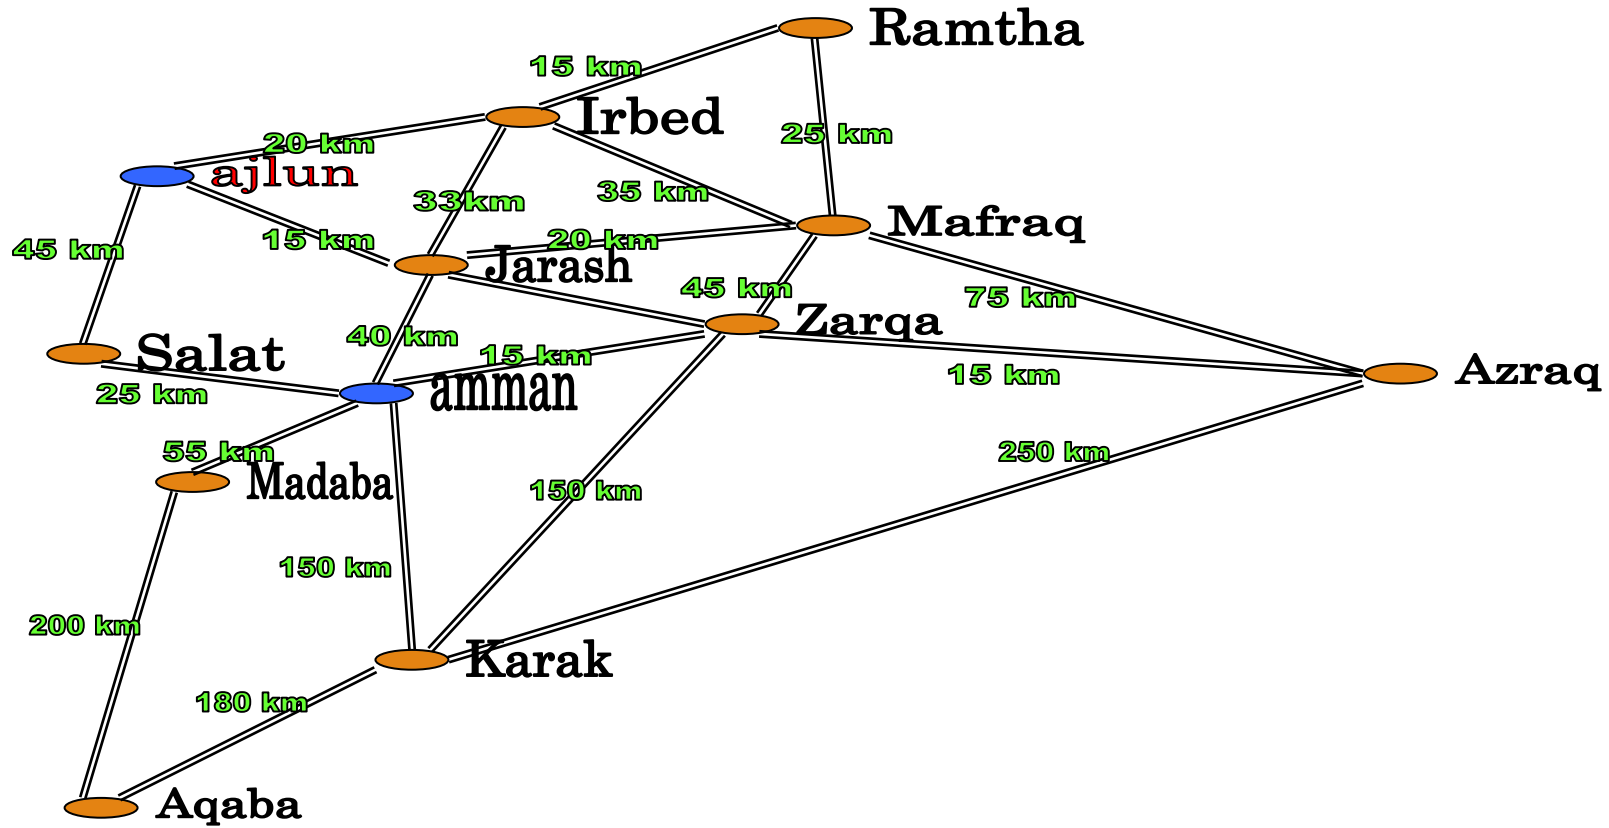 Ramtha
15 km
Irbed
25 km
20 km
ajlun
35 km
33km
Mafraq
45 km
15 km
20 km
Jarash
45 km
75 km
Zarqa
40 km
Salat
15 km
15 km
Azraq
25 km
amman
55 km
250 km
Madaba
150 km
150 km
200 km
Karak
180 km
Aqaba